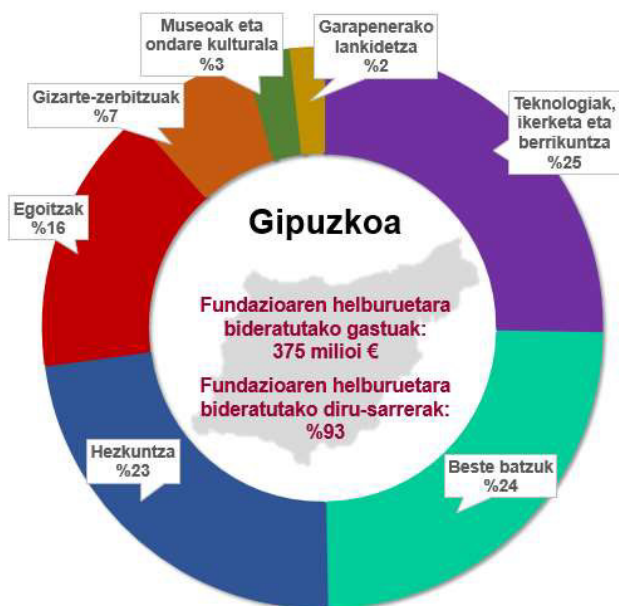 Museoak eta
ondare kulturala
%3
Garapenerako
lankidetza
%2
Gizarte-zerbitzuak
%7
Teknologiak,
ikerketa eta
berrikuntza
%25
Egoitzak
%16
Gipuzkoa
Fundazioaren helburuetara
bideratutako gastuak:
375 milioi €
Fundazioaren helburuetara
bideratutako diru-sarrerak:
%93
Hezkuntza
%23
Beste batzuk
%24